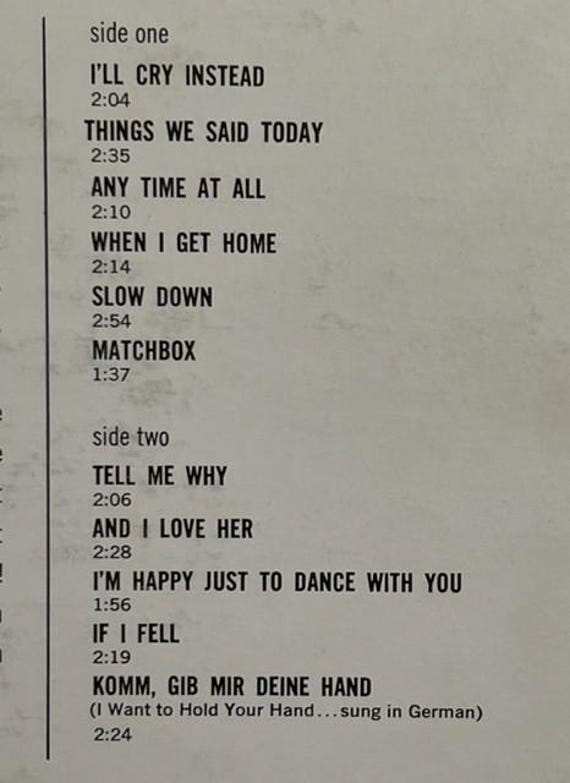 side one
I'LL CRY INSTEAD
2:04
THINGS WE SAID TODAY
2:35
ANY TIME AT ALL
2:10
WHEN I GET HOME
2:14
SLOW DOWN
2:54
MATCHBOX
1:37
side two
TELL ME WHY
2:06
AND I LOVE HER
2:28
I'M HAPPY JUST TO DANCE WITH YOU
1:56
IF I FELL
2:19
KOMM, GIB MIR DEINE HAND
(I Want to Hold Your Hand...sung in German)
2:24